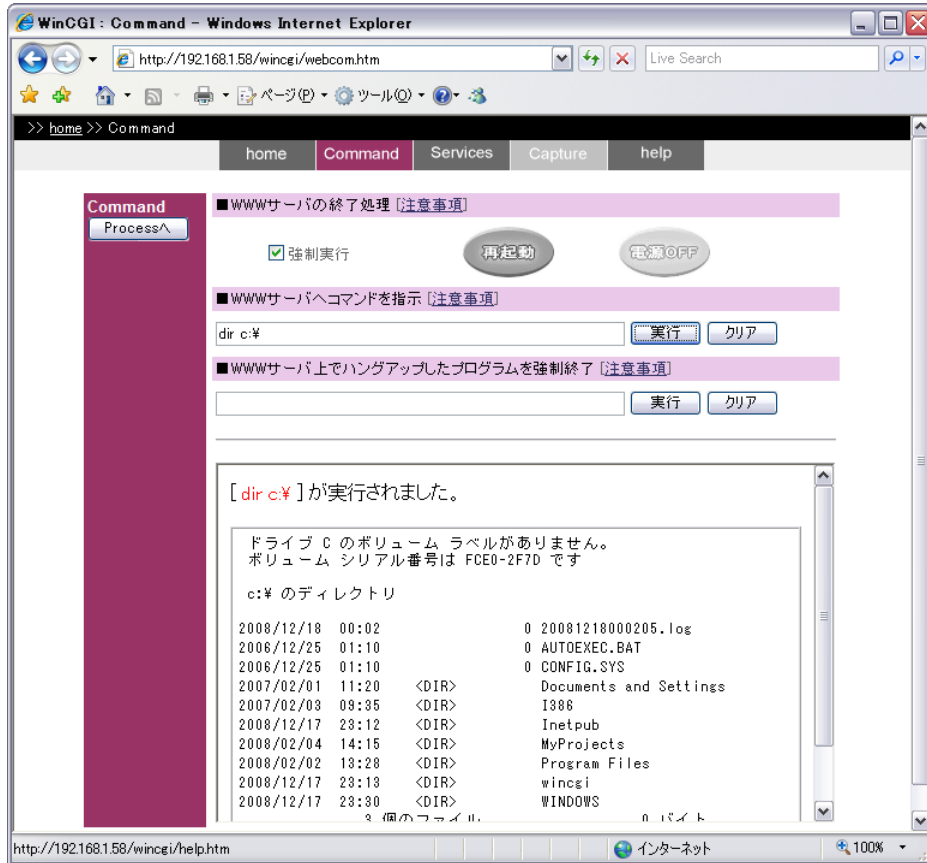 WinCGI : Command - Windows Internet Explorer
http://192.168.1.58/wincgi/webcom.htm
Live Search
ページ(P)
ツール(O)
>> home >> Command
home Command Services Capture help
Command
Processへ
■WWWサーバの終了処理 [注意事項]
強制実行
再起動
電源OFF
■WWWサーバへコマンドを指示 [注意事項]
dir c:¥
実行 クリア
■WWWサーバ上でハングアップしたプログラムを強制終了 [注意事項]
実行 クリア
[ dir c:¥ ] が実行されました。
ドライブ C のボリューム ラベルがありません。
ボリューム シリアル番号は FCE0-2F7D です
c:¥ のディレクトリ
2008/12/18 00:02 0 20081218000205.log
2006/12/25 01:10 0 AUTOEXEC.BAT
2006/12/25 01:10 0 CONFIG.SYS
2007/02/01 11:20 <DIR> Documents and Settings
2007/02/03 09:35 <DIR> I386
2008/12/17 23:12 <DIR> Inetpub
2008/02/04 14:15 <DIR> MyProjects
2008/02/02 13:28 <DIR> Program Files
2008/12/17 23:13 <DIR> wincgi
2008/12/17 23:30 <DIR> WINDOWS
3 個のファイル 0 バイト
http://192.168.1.58/wincgi/help.htm
インターネット
100%